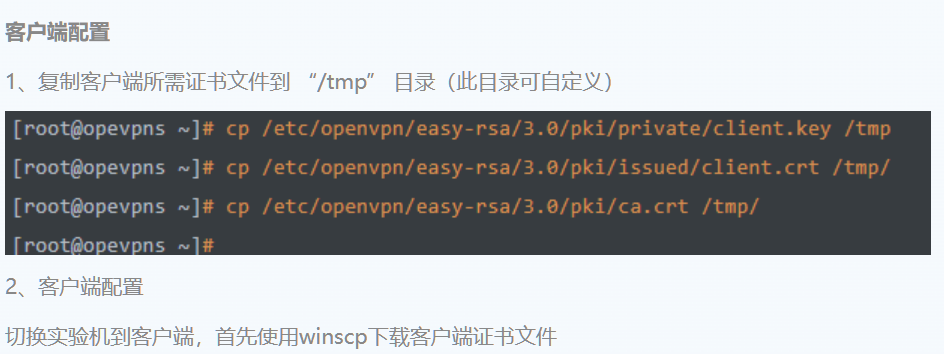 客户端配置
1、复制客户端所需证书文件到 “/tmp” 目录（此目录可自定义）
[root@opevpns ~]# cp /etc/openvpn/easy-rsa/3.0/pki/private/client.key /tmp
[root@opevpns ~]# cp /etc/openvpn/easy-rsa/3.0/pki/issued/client.crt /tmp/
[root@opevpns ~]# cp /etc/openvpn/easy-rsa/3.0/pki/ca.crt /tmp/
[root@opevpns ~]#
2、客户端配置
切换实验机到客户端，首先使用winscp下载客户端证书文件